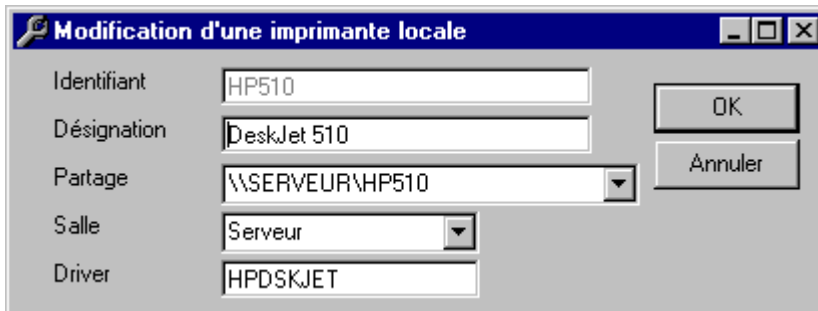 Modification d'une imprimante locale
Identifiant HP510
OK
Désignation DeskJet 510
Annuler
Partage \\SERVEUR\HP510
Salle Serveur
Driver HPDSKJET